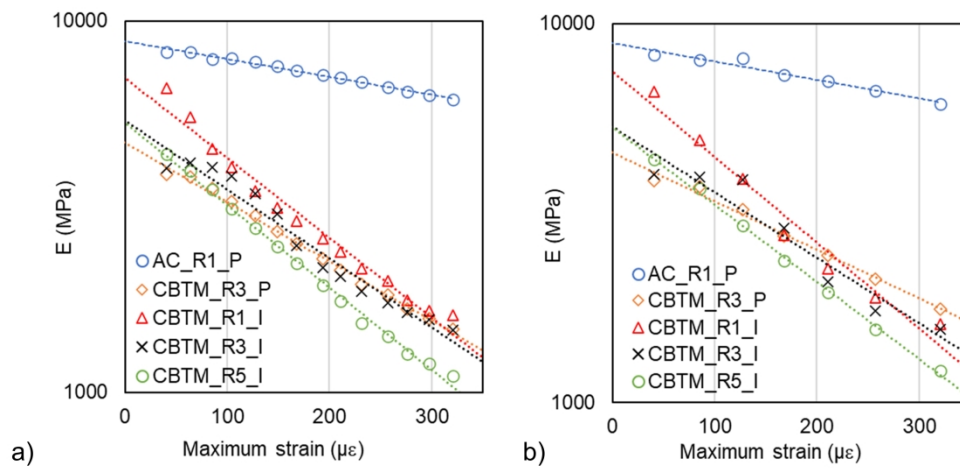 a)
10000
E (MPa)
1000
AC_R1_P
CBTM_R3_P
CBTM_R1_I
CBTM_R3_I
CBTM_R5_I
0 100 200 300
Maximum strain (με)
b)
10000
E (MPa)
1000
AC_R1_P
CBTM_R3_P
CBTM_R1_I
CBTM_R3_I
CBTM_R5_I
0 100 200 300
Maximum strain (με)